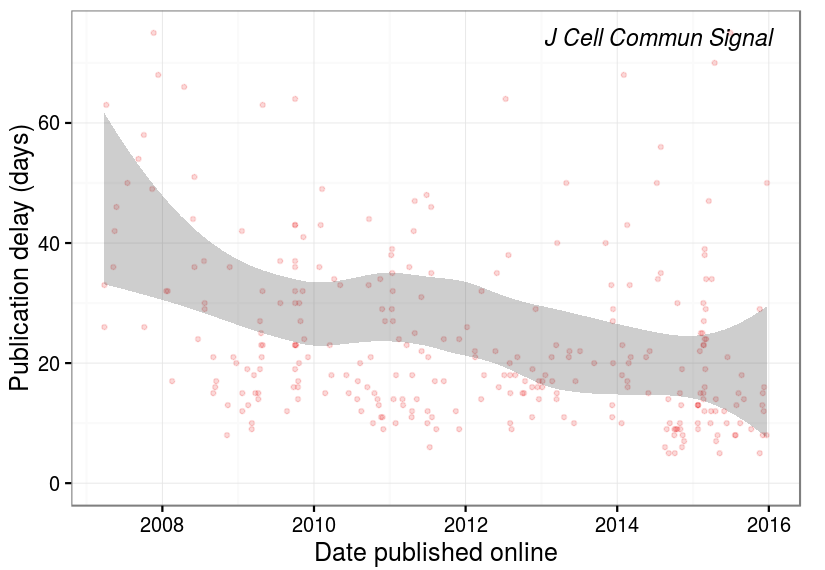 J Cell Commun Signal
Publication delay (days)
60
40
20
0
2008 2010 2012 2014 2016
Date published online